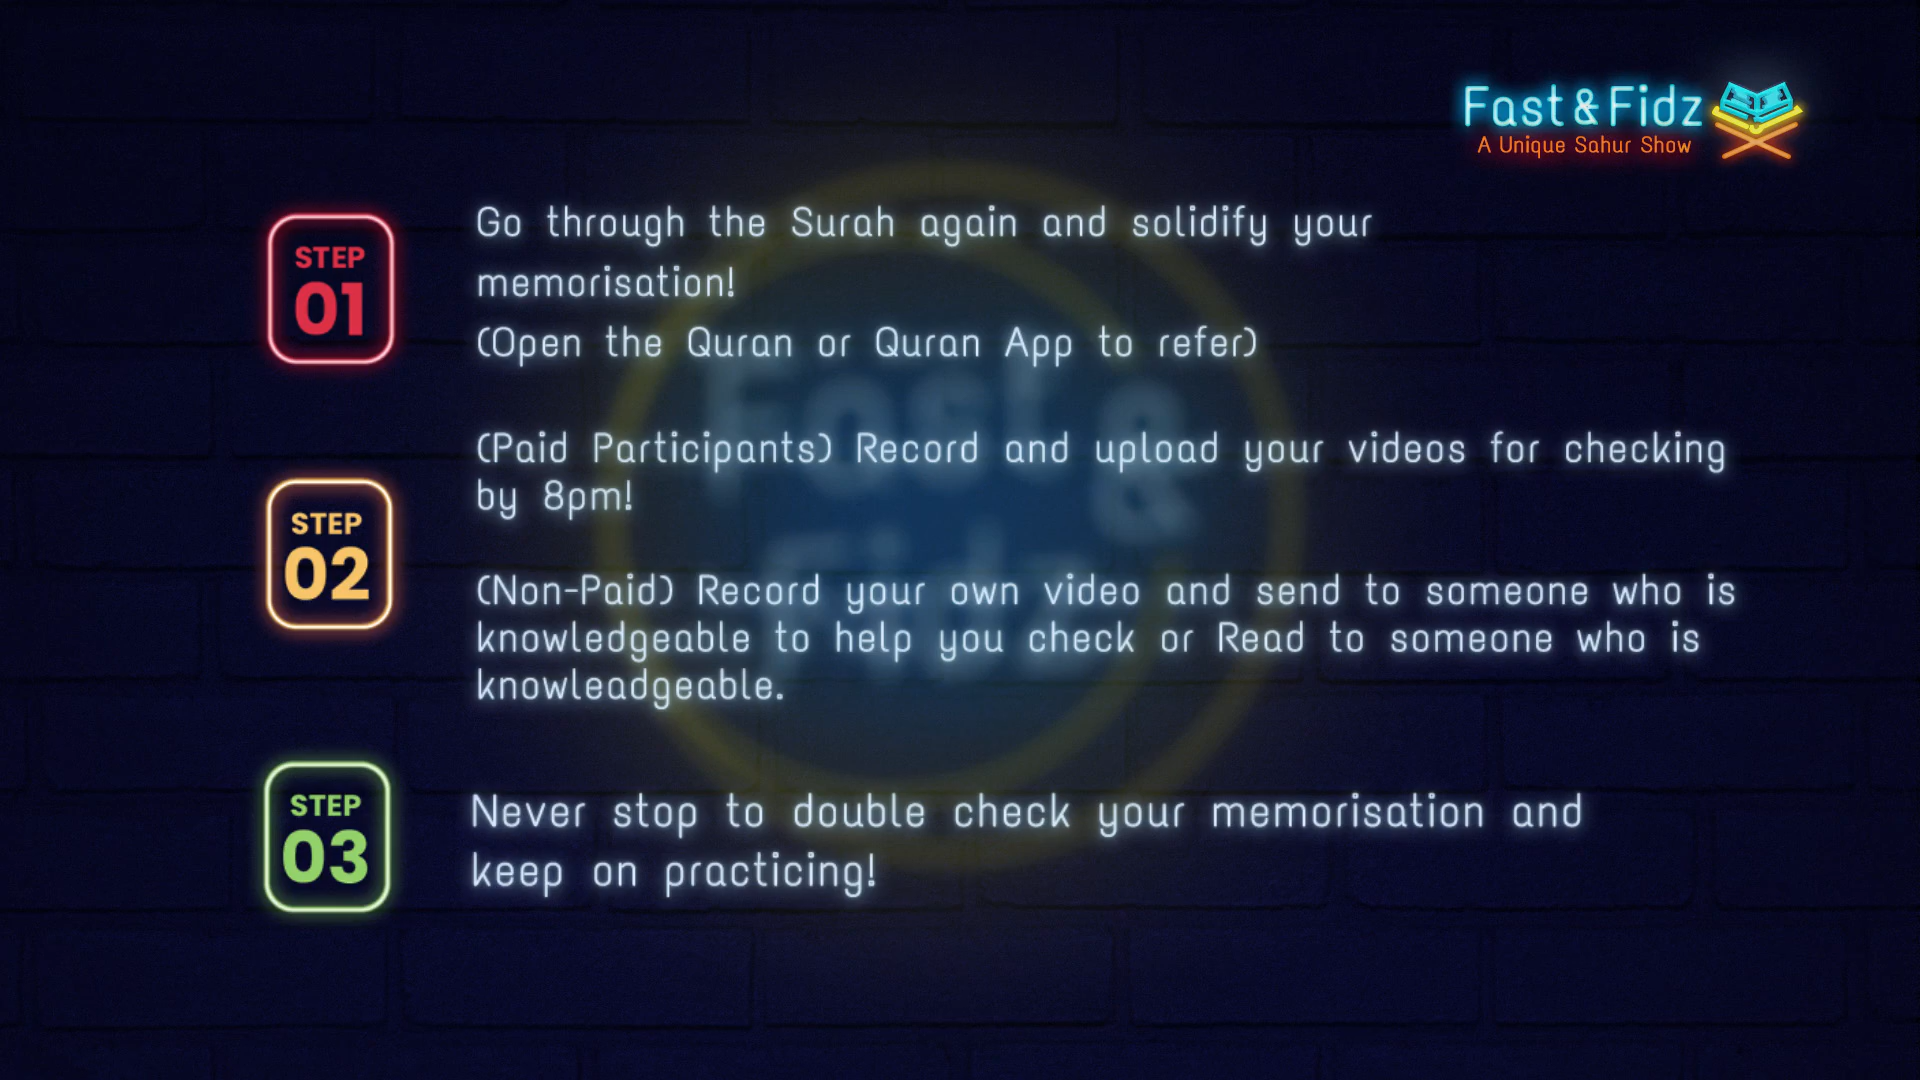 Fast & Fidz
A Unique Sahur Show
STEP
01
Go through the Surah again and solidify your
memorisation!
(Open the Quran or Quran App to refer)
STEP
02
(Paid Participants) Record and upload your videos for checking
by 8pm!
(Non-Paid) Record your own video and send to someone who is
knowledgeable to help you check or Read to someone who is
knowleadgeable.
STEP
03
Never stop to double check your memorisation and
keep on practicing!
Fast &
Fidz